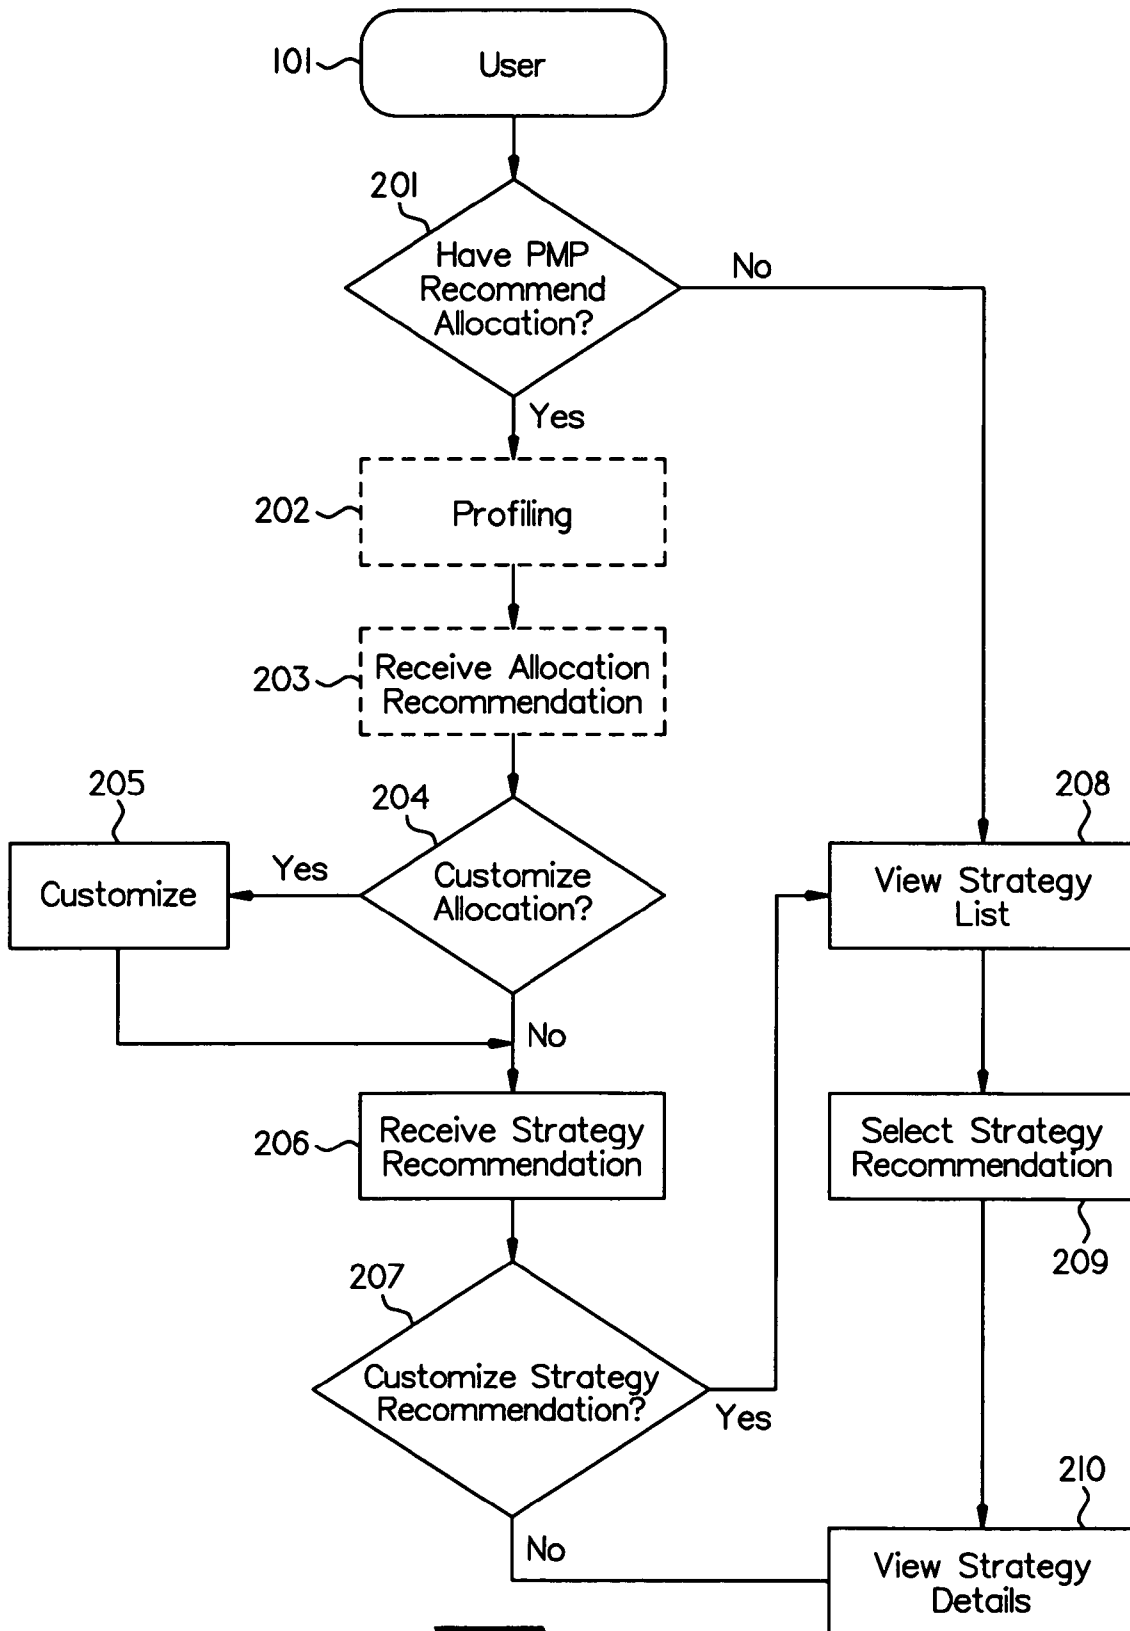 101
User
201
Have PMP
Recommend
Allocation?
No
Yes
202
Profiling
203
Receive Allocation
Recommendation
205
Customize
Yes
204
Customize
Allocation?
No
208
View Strategy
List
206
Receive Strategy
Recommendation
Select Strategy
Recommendation
209
207
Customize Strategy
Recommendation?
Yes
No
210
View Strategy
Details